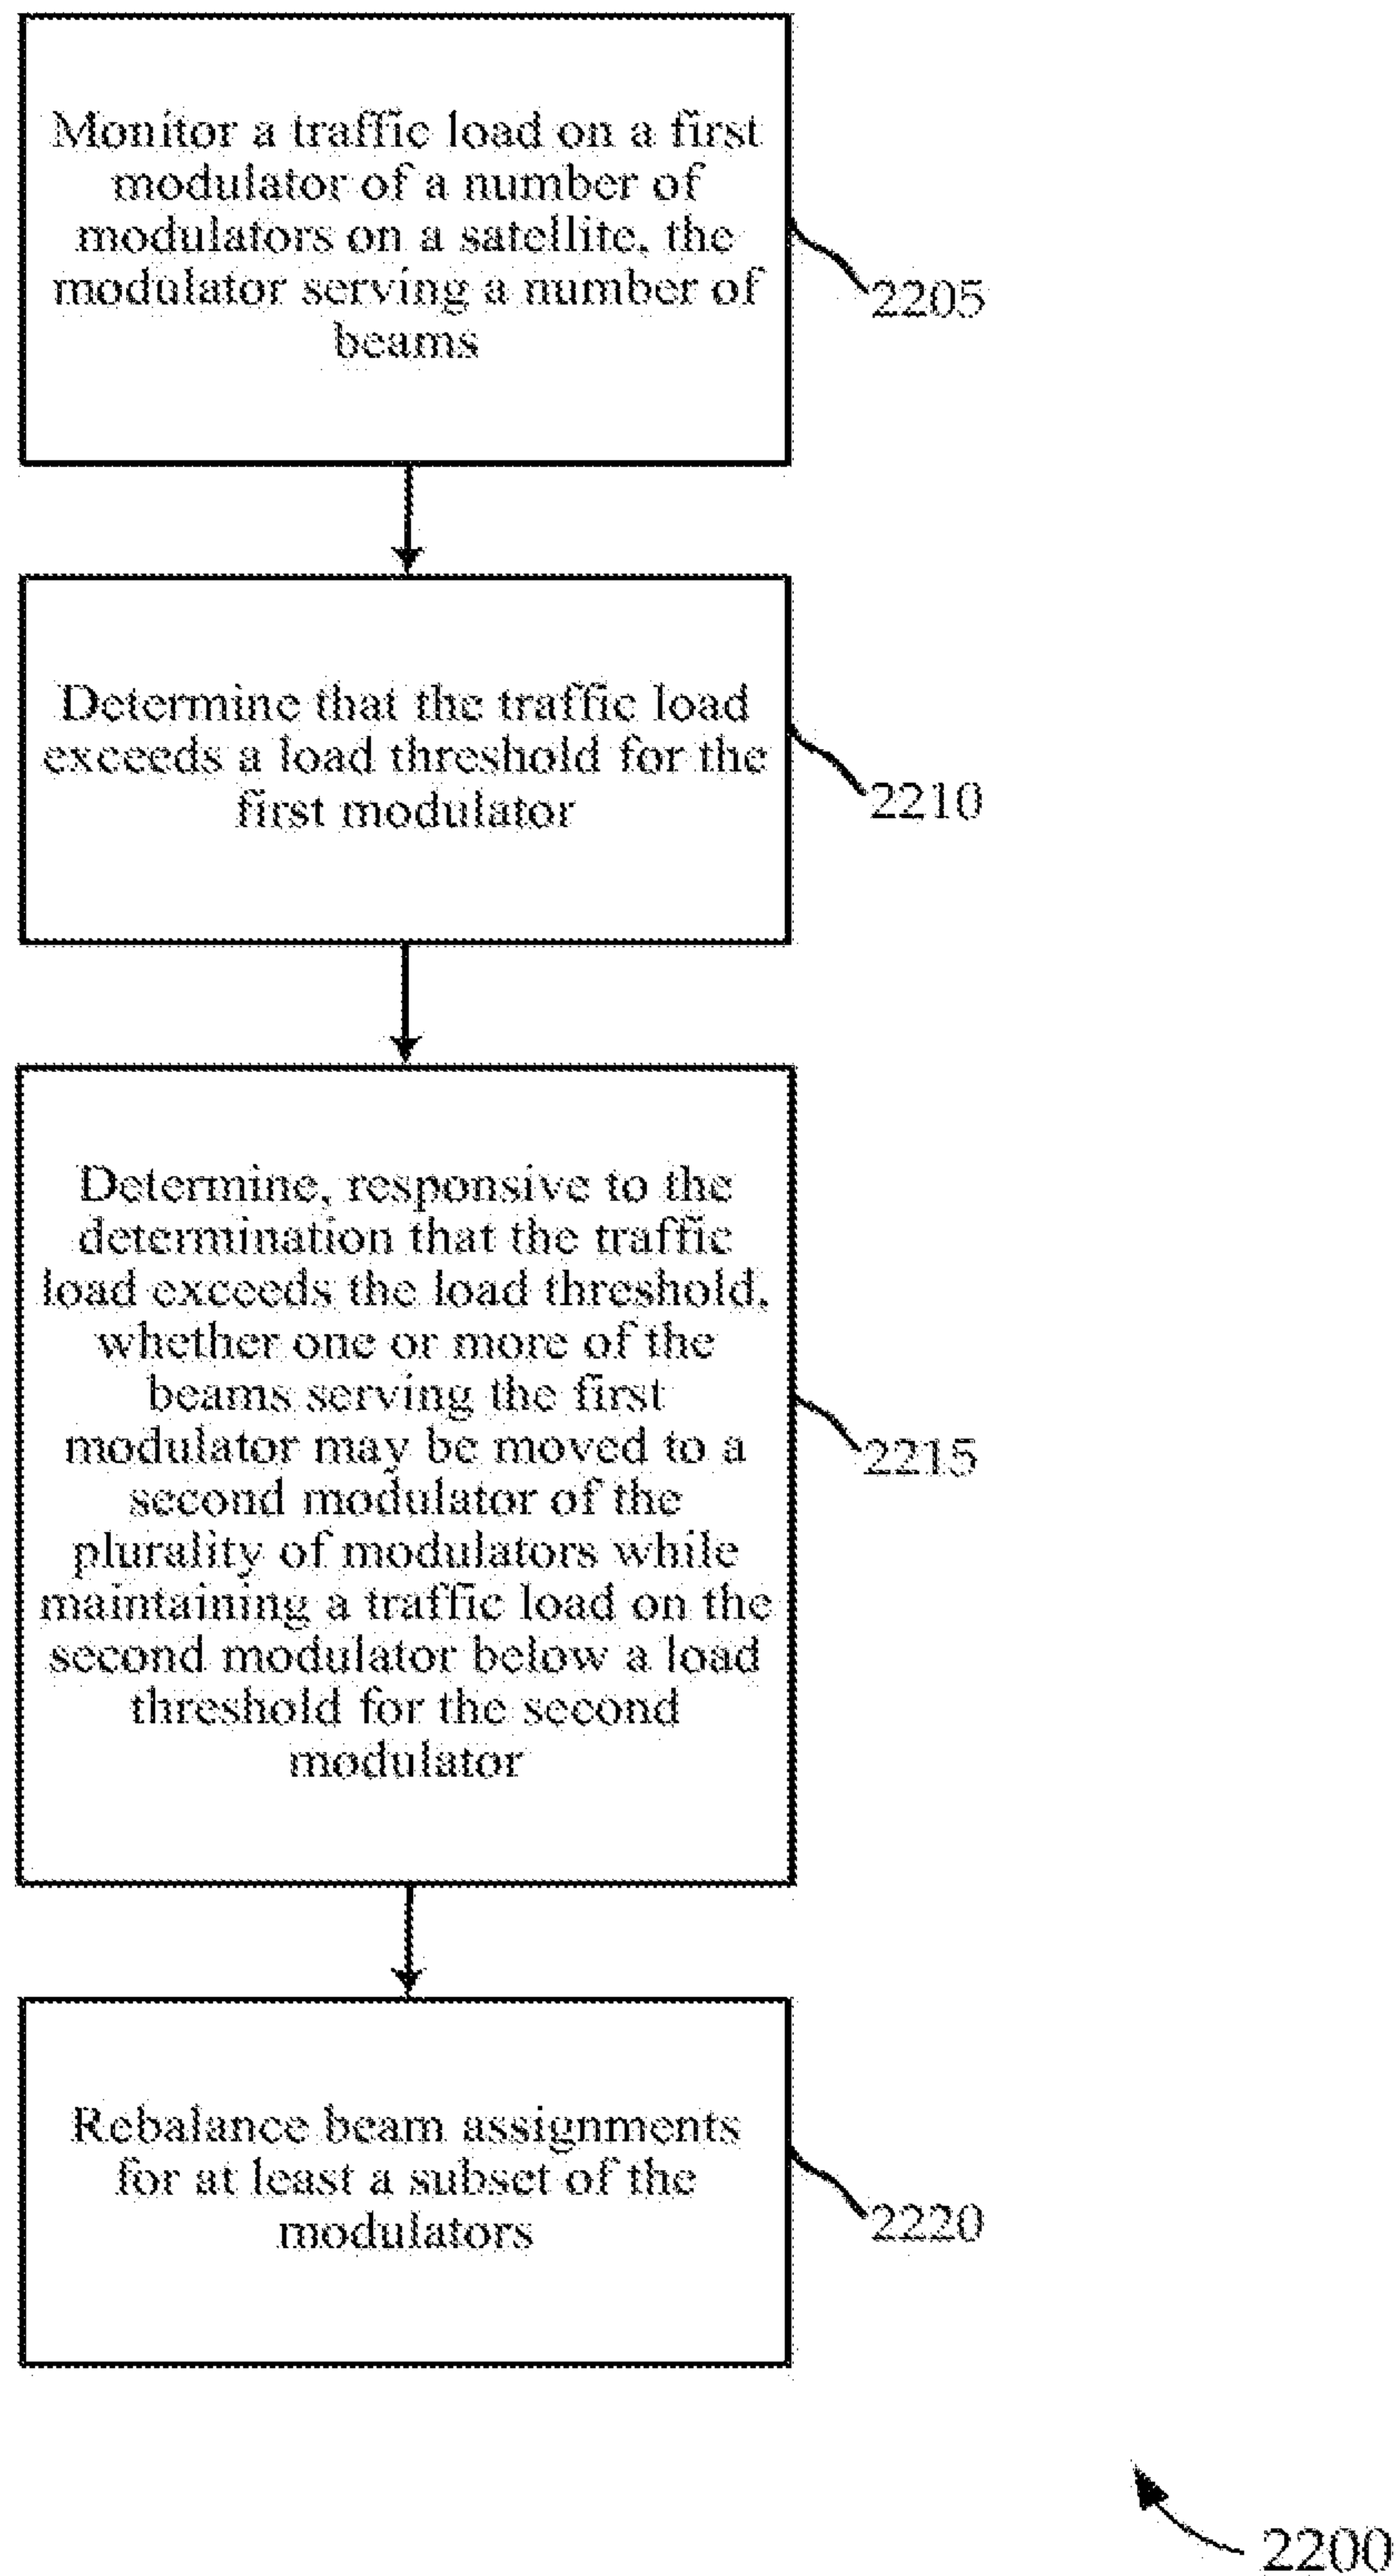 Monitor a traffic load on a first
modulator of a number of
modulators on a satellite, the
modulator serving a number of
beams
2205
Determine that the traffic load
exceeds a load threshold for the
first modulator
2210
Determine, responsive to the
determination that the traffic
load exceeds the load threshold,
whether one or more of the
beams serving the first
modulator may be moved to a
second modulator of the
plurality of modulators while
maintaining a traffic load on the
second modulator below a load
threshold for the second
modulator
2215
Rebalance beam assignments
for at least a subset of the
modulators
2220
2200